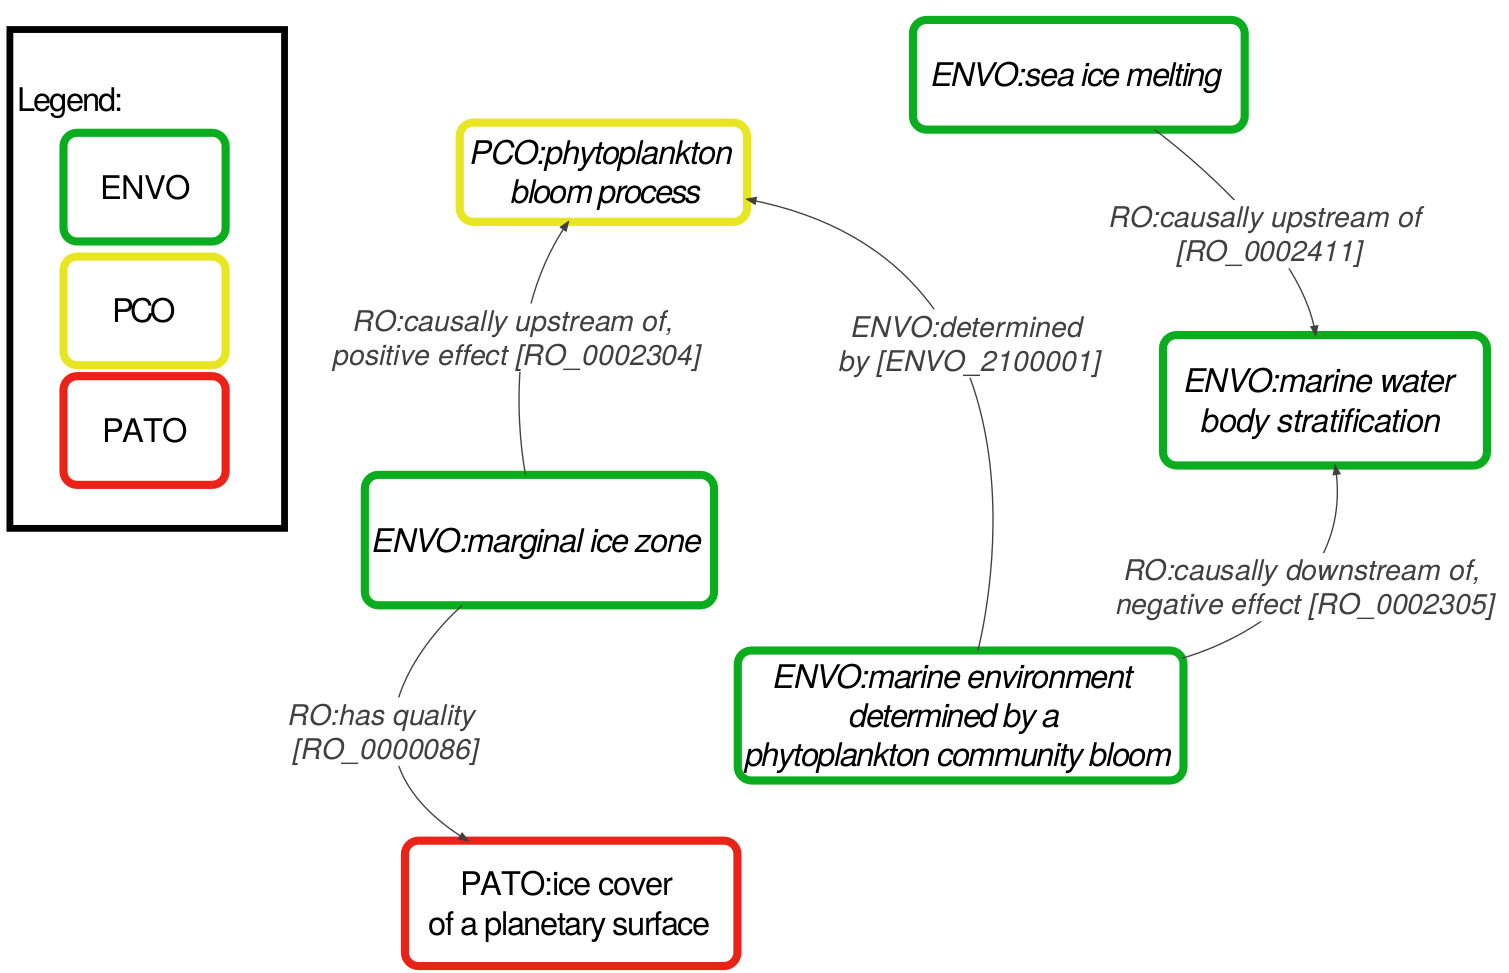 Legend:
ENVO
PCO
PATO
ENVO:sea ice melting
PCO:phytoplankton
bloom process
RO:causally upstream of
[RO_0002411]
RO:causally upstream of,
positive effect [RO_0002304]
ENVO:determined
by [ENVO_2100001]
ENVO:marine water
body stratification
ENVO:marginal ice zone
RO:causally downstream of,
negative effect [RO_0002305]
ENVO:marine environment
determined by a
phytoplankton community bloom
RO:has quality
[RO_0000086]
PATO:ice cover
of a planetary surface